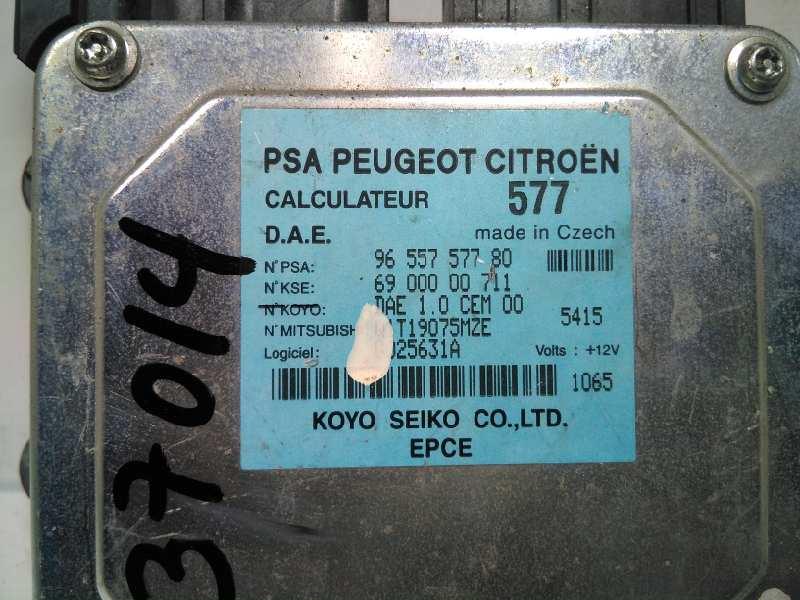 PSA PEUGEOT CITROËN
CALCULATEUR 577
D.A.E. made in Czech
N°PSA: 96 557 577 80
N°KSE: 69 000 00 711
N°KOYO: DAE 1.0 CEM 00
N°MITSUBISHI 5415
Logiciel: Volts : +12V
1065
KOYO SEIKO CO.,LTD.
EPCE
37014